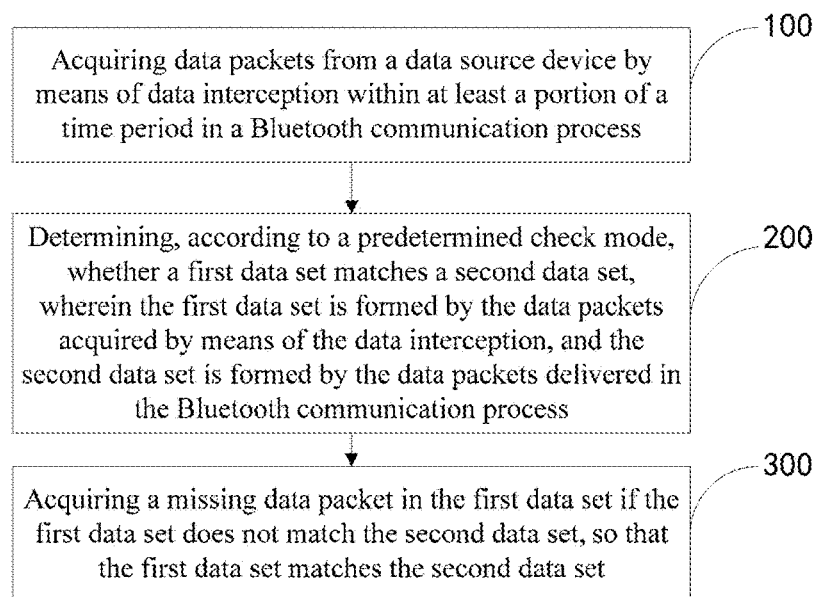 100
Acquiring data packets from a data source device by
means of data interception within at least a portion of a
time period in a Bluetooth communication process
200
Determining, according to a predetermined check mode,
whether a first data set matches a second data set,
wherein the first data set is formed by the data packets
acquired by means of the data interception, and the
second data set is formed by the data packets delivered in
the Bluetooth communication process
300
Acquiring a missing data packet in the first data set if the
first data set does not match the second data set, so that
the first data set matches the second data set